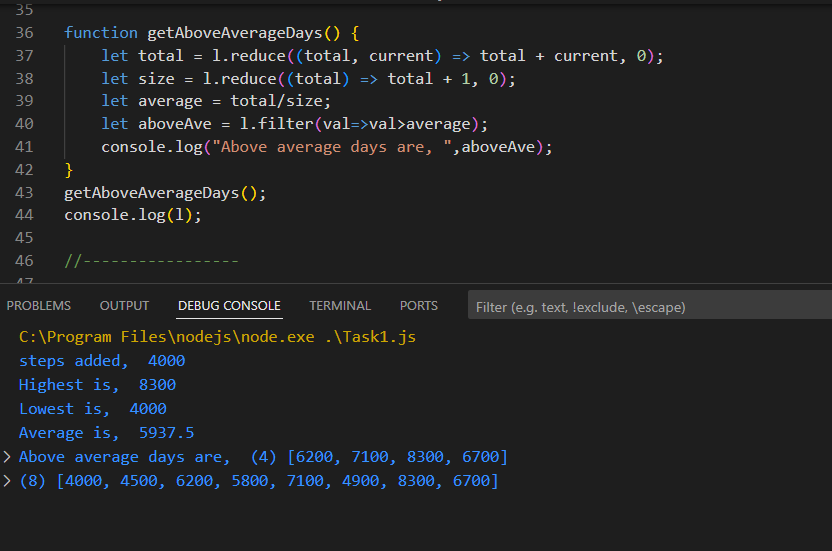 35
36 function getAboveAverageDays() {
37 let total = l.reduce((total, current) => total + current, 0);
38 let size = l.reduce((total) => total + 1, 0);
39 let average = total/size;
40 let aboveAve = l.filter(val=>val>average);
41 console.log("Above average days are, ",aboveAve);
42 }
43 getAboveAverageDays();
44 console.log(l);
45
46 //-----------------
47
PROBLEMS OUTPUT DEBUG CONSOLE TERMINAL PORTS Filter (e.g. text, !exclude, \escape)
C:\Program Files\nodejs\node.exe .\Task1.js
steps added,  4000
Highest is,  8300
Lowest is,  4000
Average is,  5937.5
> Above average days are,  (4) [6200, 7100, 8300, 6700]
> (8) [4000, 4500, 6200, 5800, 7100, 4900, 8300, 6700]